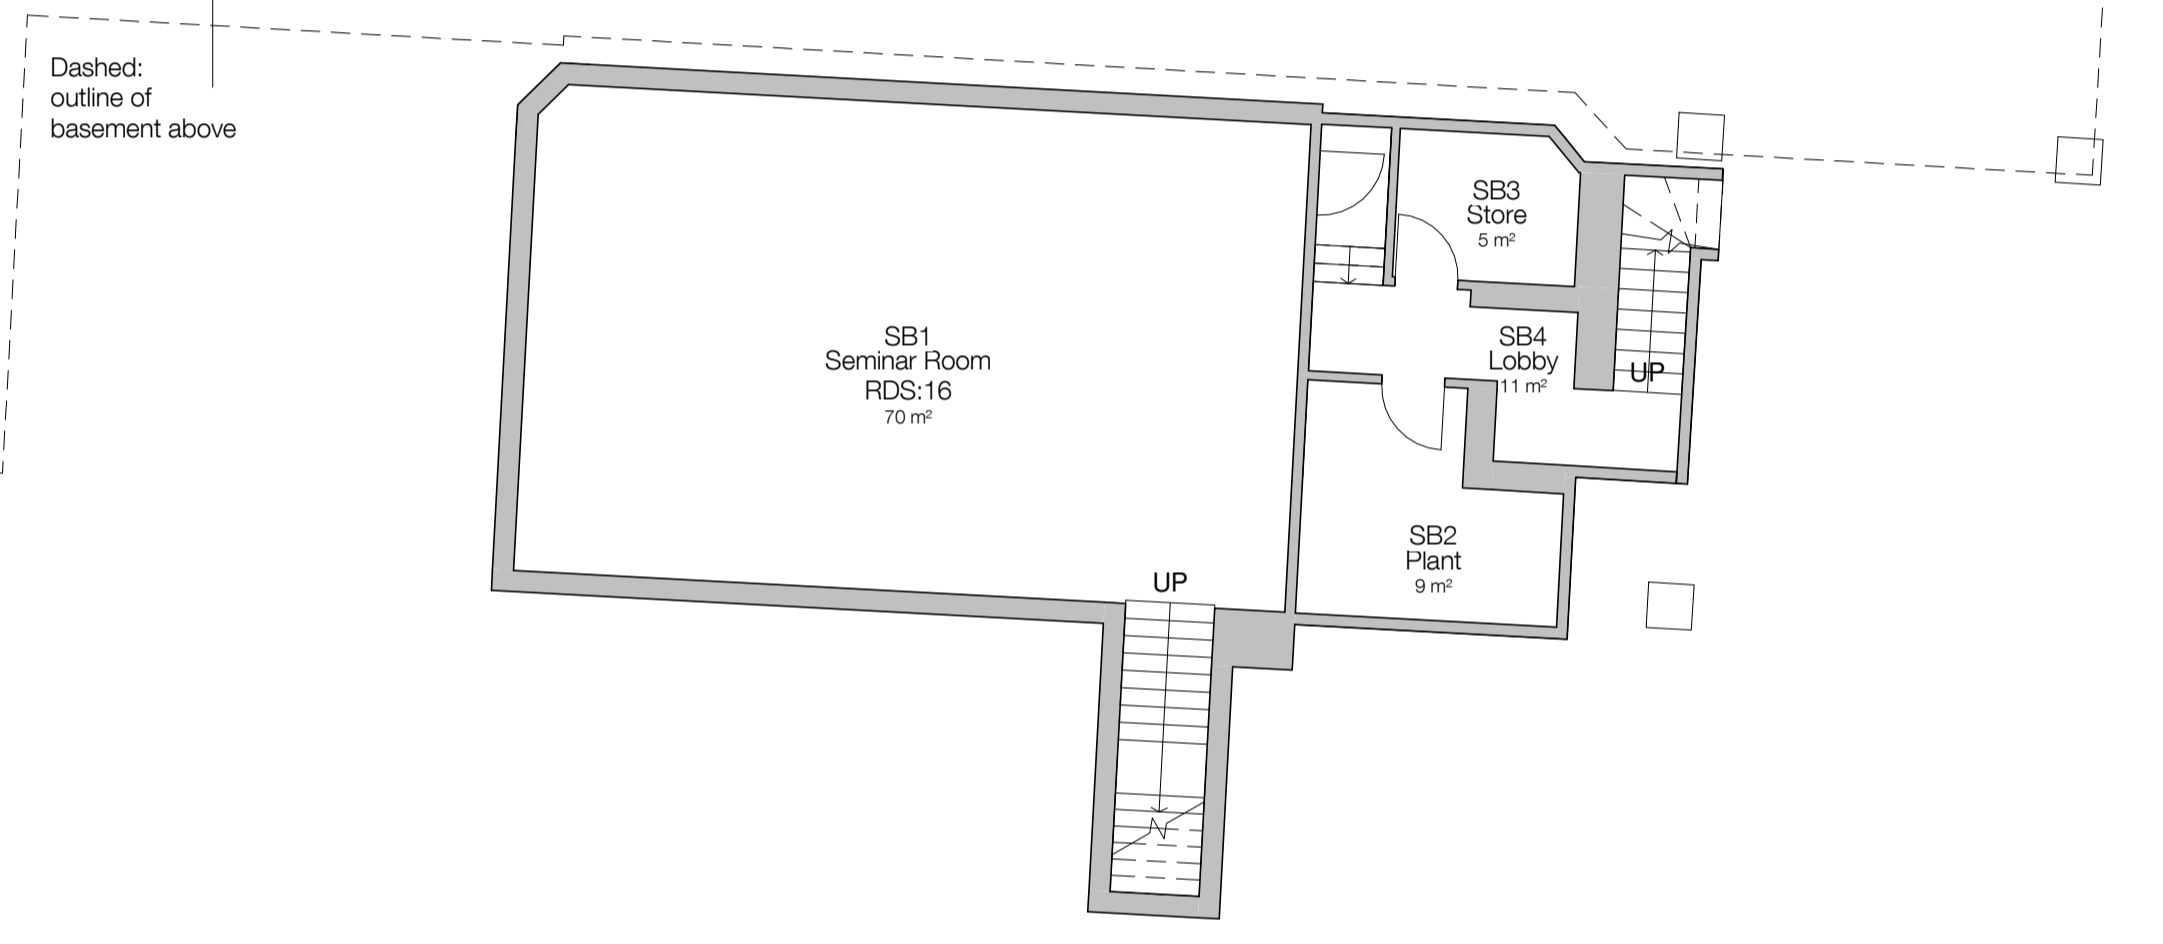 Dashed:
outline of
basement above
SB1
Seminar Room
RDS:16
70 m²
SB3
Store
5 m²
SB4
Lobby
11 m²
UP
SB2
Plant
9 m²
UP